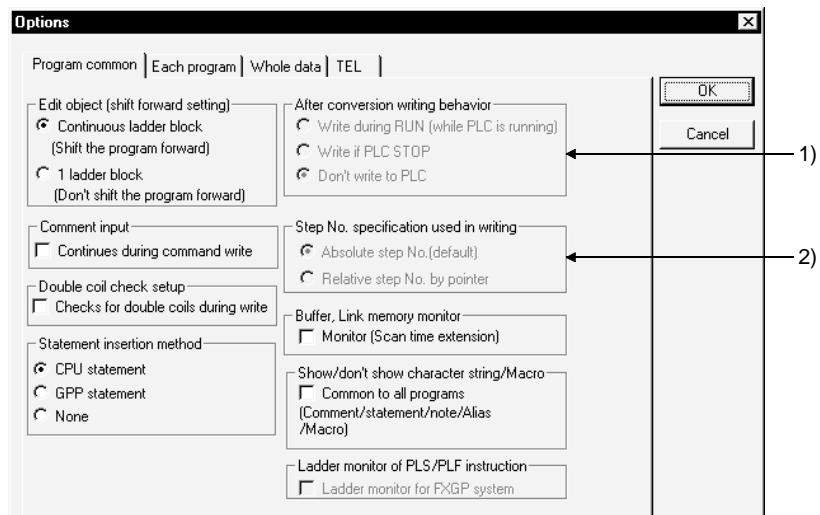 Options
Program common
Each program
Whole data
TEL
OK
Cancel
Edit object (shift forward setting)
Continuous ladder block
(Shift the program forward)
1 ladder block
(Don't shift the program forward)
Comment input
Continues during command write
Double coil check setup
Checks for double coils during write
Statement insertion method
CPU statement
GPP statement
None
After conversion writing behavior
Write during RUN (while PLC is running)
Write if PLC STOP
Don't write to PLC
1)
Step No. specification used in writing
Absolute step No.(default)
Relative step No. by pointer
2)
Buffer, Link memory monitor
Monitor (Scan time extension)
Show/don't show character string/Macro
Common to all programs
(Comment/statement/note/Alias
/Macro)
Ladder monitor of PLS/PLF instruction
Ladder monitor for FXGP system